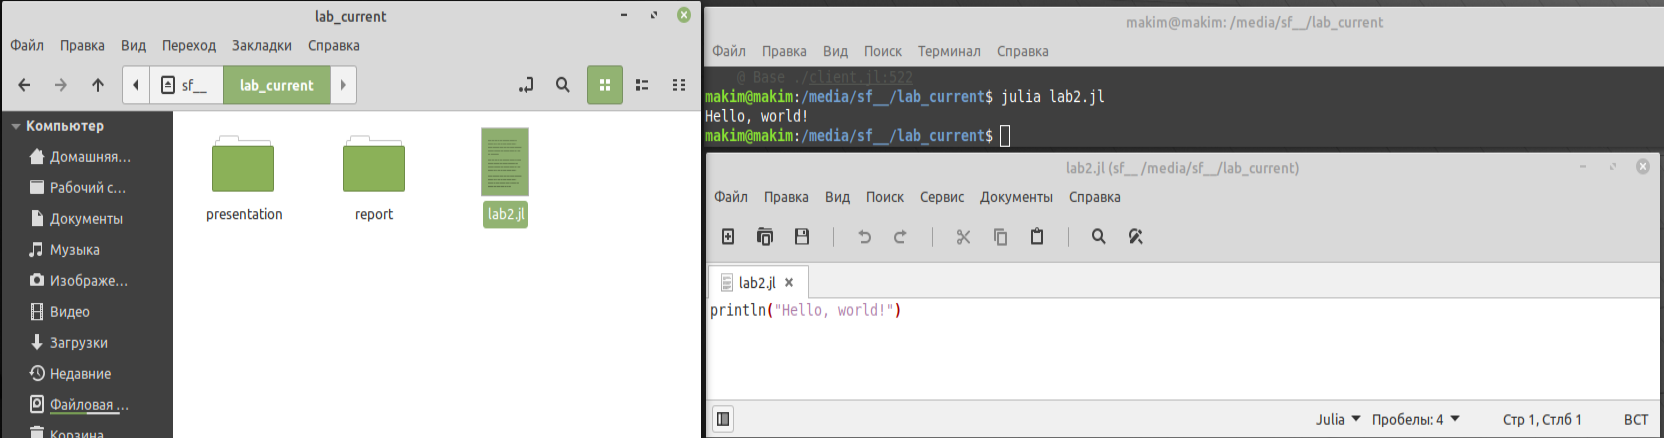 lab_current
Файл Правка Вид Переход Закладки Справка
sf__ lab_current
Компьютер
Домашняя...
Рабочий с...
Документы
Музыка
Изображе...
Видео
Загрузки
Недавние
Файловая ...
Корзина
presentation report lab2.jl
makim@makim: /media/sf__/lab_current
Файл Правка Вид Поиск Терминал Справка
@ Base ./client.jl:522
makim@makim:/media/sf__/lab_current$ julia lab2.jl
Hello, world!
makim@makim:/media/sf__/lab_current$
lab2.jl (sf__ /media/sf__/lab_current)
Файл Правка Вид Поиск Сервис Документы Справка
lab2.jl
println("Hello, world!")
Julia Пробелы: 4 Стр 1, Стлб 1 ВСТ